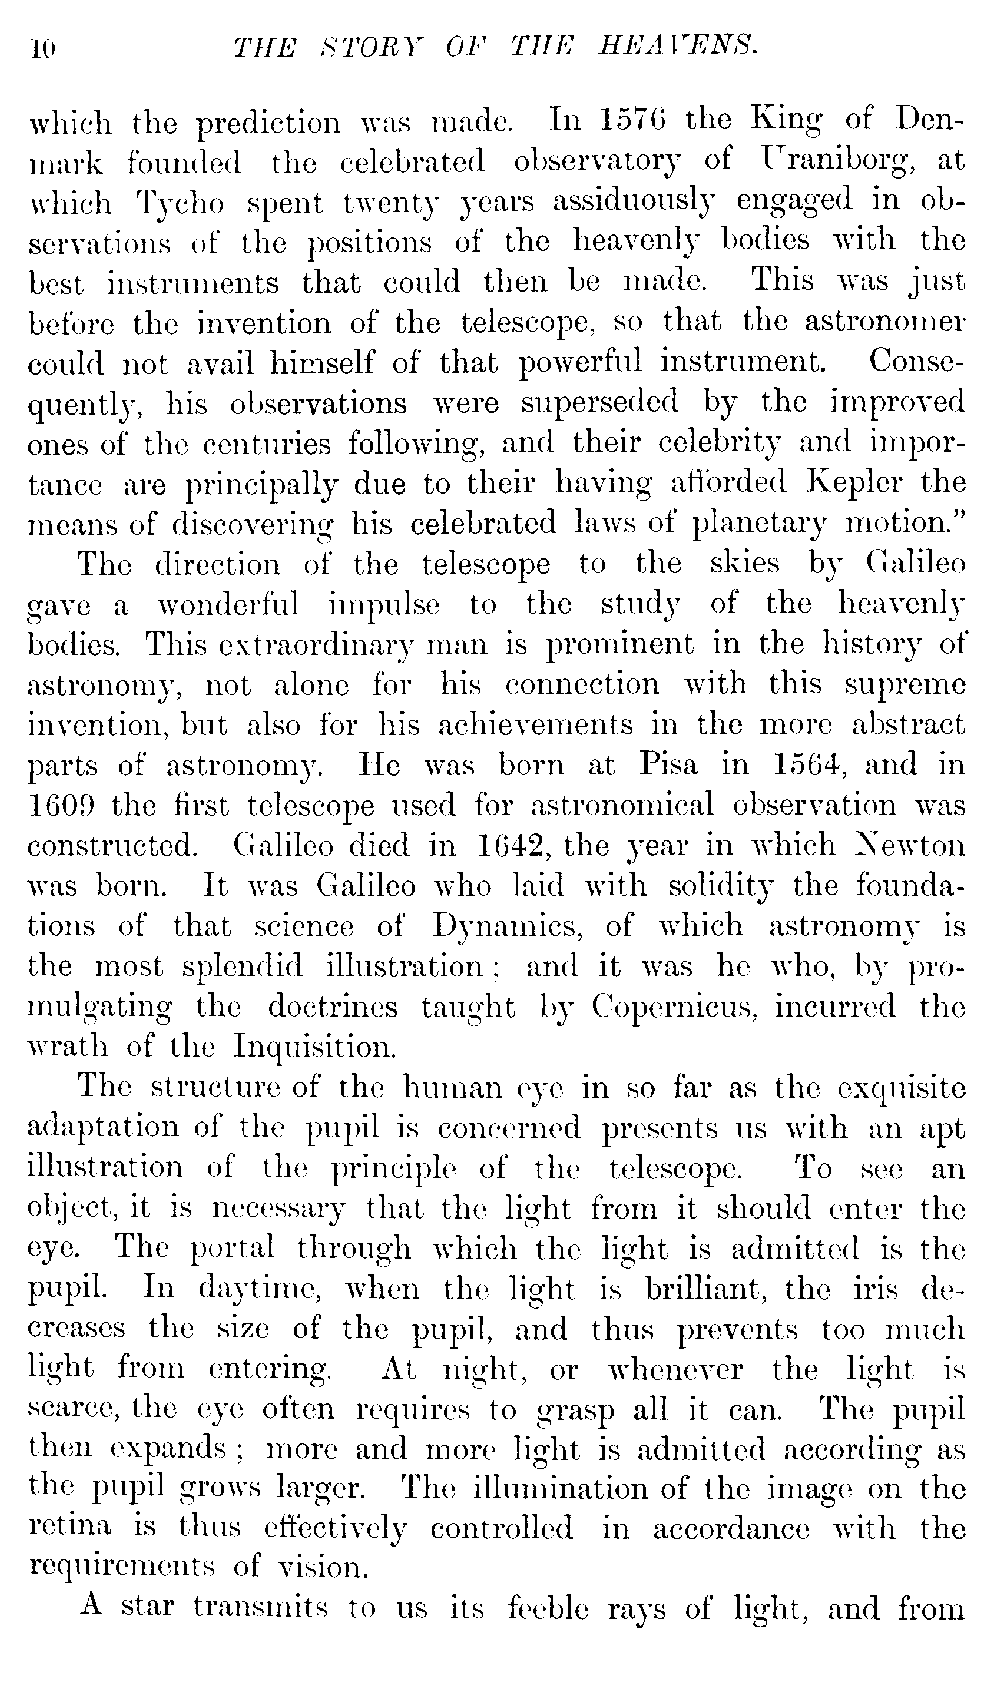 10 THE STORY OF THE HEAVENS.
which the prediction was made. In 1576 the King of Den-
mark founded the celebrated observatory of Uraniborg, at
which Tycho spent twenty years assiduously engaged in ob-
servations of the positions of the heavenly bodies with the
best instruments that could then be made. This was just
before the invention of the telescope, so that the astronomer
could not avail himself of that powerful instrument. Conse-
quently, his observations were superseded by the improved
ones of the centuries following, and their celebrity and impor-
tance are principally due to their having afforded Kepler the
means of discovering his celebrated laws of planetary motion.”
The direction of the telescope to the skies by Galileo
gave a wonderful impulse to the study of the heavenly
bodies. This extraordinary man is prominent in the history of
astronomy, not alone for his connection with this supreme
invention, but also for his achievements in the more abstract
parts of astronomy. He was born at Pisa in 1564, and in
1609 the first telescope used for astronomical observation was
constructed. Galileo died in 1642, the year in which Newton
was born. It was Galileo who laid with solidity the founda-
tions of that science of Dynamics, of which astronomy is
the most splendid illustration; and it was he who, by pro-
mulgating the doctrines taught by Copernicus, incurred the
wrath of the Inquisition.
The structure of the human eye in so far as the exquisite
adaptation of the pupil is concerned presents us with an apt
illustration of the principle of the telescope. To see an
object, it is necessary that the light from it should enter the
eye. The portal through which the light is admitted is the
pupil. In daytime, when the light is brilliant, the iris de-
creases the size of the pupil, and thus prevents too much
light from entering. At night, or whenever the light is
scarce, the eye often requires to grasp all it can. The pupil
then expands; more and more light is admitted according as
the pupil grows larger. The illumination of the image on the
retina is thus effectively controlled in accordance with the
requirements of vision.
A star transmits to us its feeble rays of light, and from